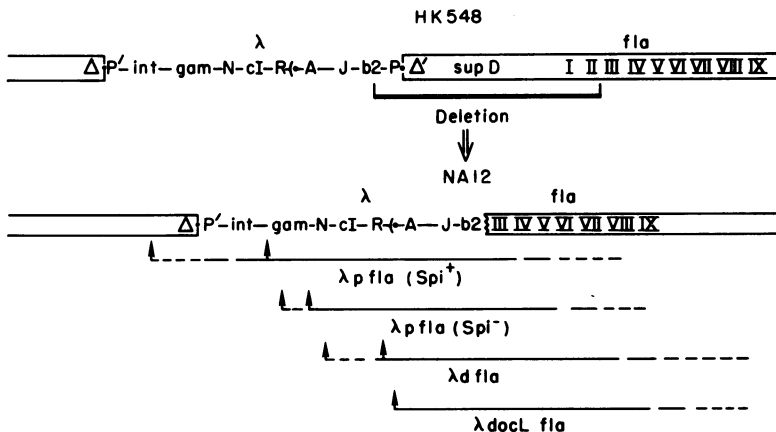 HK548
λ fla
Δ P'- int — gam-N-cI-R-(•-A — J-b2-P Δ' sup D I II III IV V VI VII VIII IX
Deletion
⇓
NA12
λ fla
Δ P'-int—gam-N-cI-R-(•-A — J-b2 III IV V VI VII VIII IX
λ p fla (Spi⁺)
λ p fla (Spi⁻)
λ d fla
λ docL fla